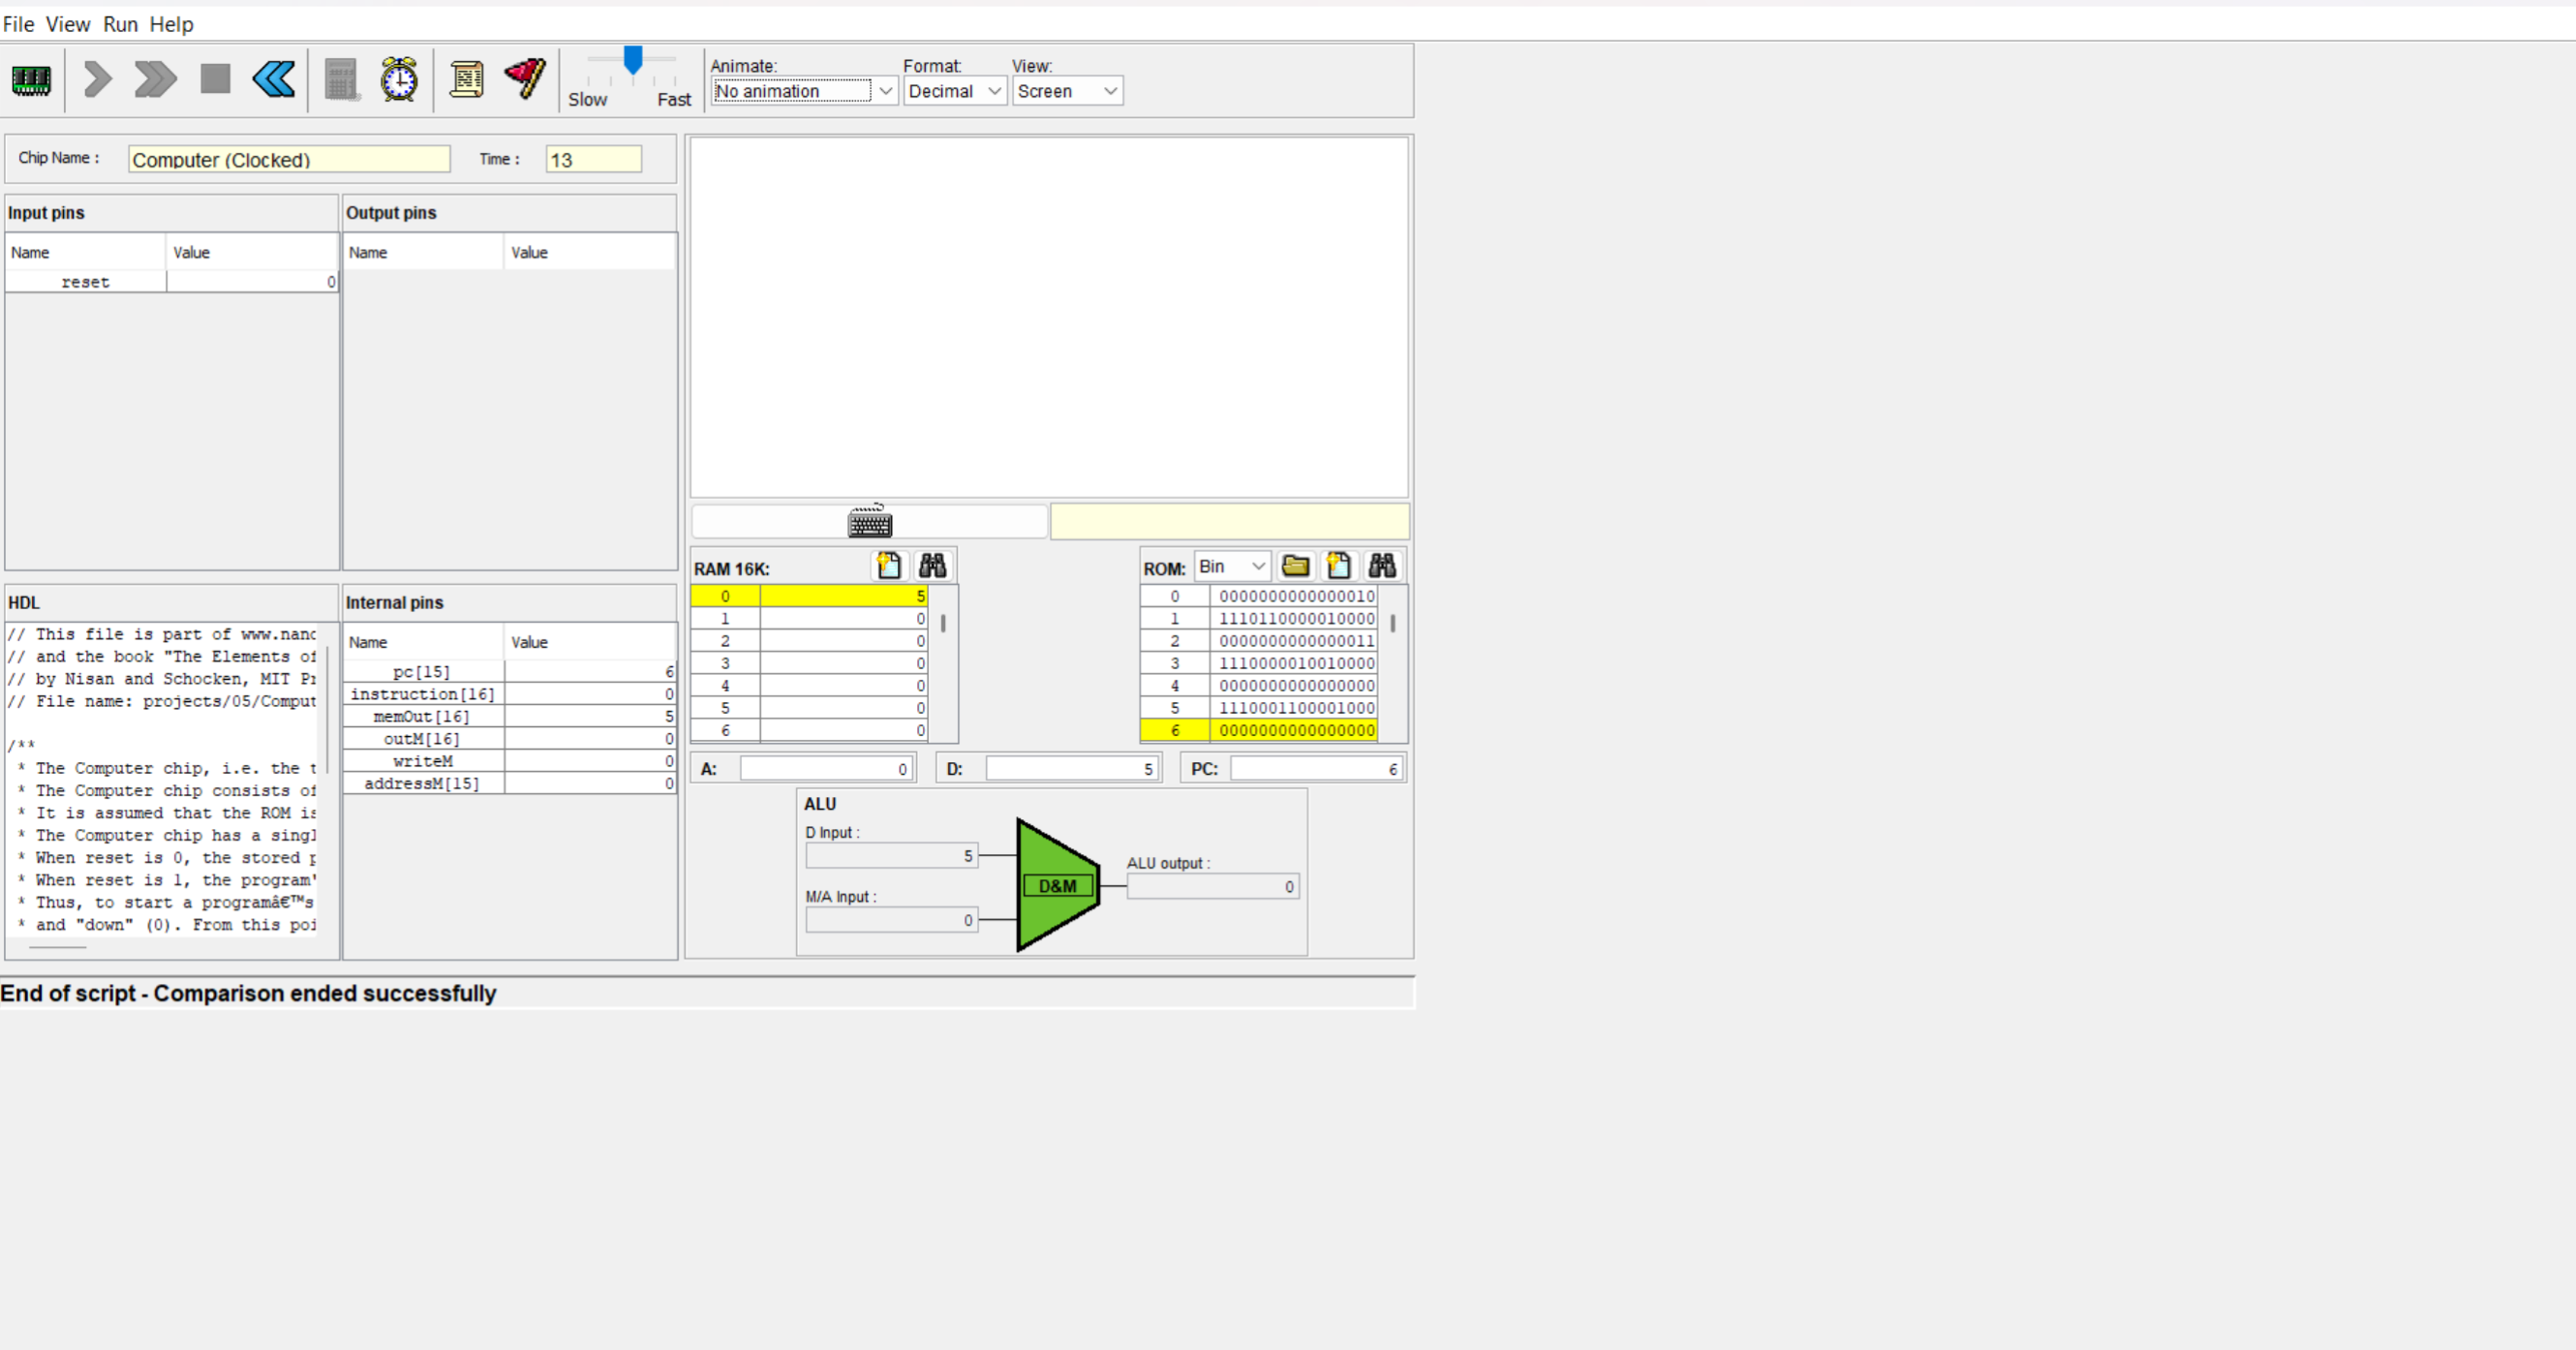 File View Run Help
Animate: Format: View:
Slow Fast No animation Decimal Screen
Chip Name : Computer (Clocked) Time : 13
Input pins
Name Value
reset 0
Output pins
Name Value
HDL
// This file is part of www.nand
// and the book "The Elements of
// by Nisan and Schocken, MIT Pr
// File name: projects/05/Comput
/**
* The Computer chip, i.e. the t
* The Computer chip consists of
* It is assumed that the ROM is
* The Computer chip has a singl
* When reset is 0, the stored p
* When reset is 1, the program'
* Thus, to start a programâ€™s
* and "down" (0). From this poi
Internal pins
Name Value
pc[15] 6
instruction[16] 0
memOut[16] 5
outM[16] 0
writeM 0
addressM[15] 0
RAM 16K:
0 5
1 0
2 0
3 0
4 0
5 0
6 0
ROM: Bin
0 0000000000000010
1 1110110000010000
2 0000000000000011
3 1110000010010000
4 0000000000000000
5 1110001100001000
6 0000000000000000
A: 0 D: 5 PC: 6
ALU
D Input :
5
M/A Input :
0
D&M
ALU output :
0
End of script - Comparison ended successfully